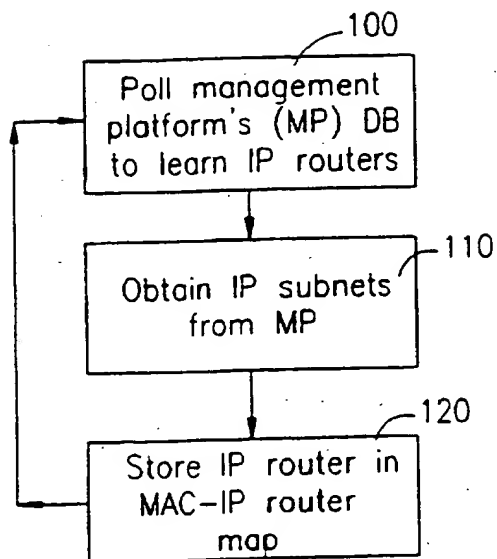 100
Poll management
platform's (MP) DB
to learn IP routers
110
Obtain IP subnets
from MP
120
Store IP router in
MAC-IP router
map